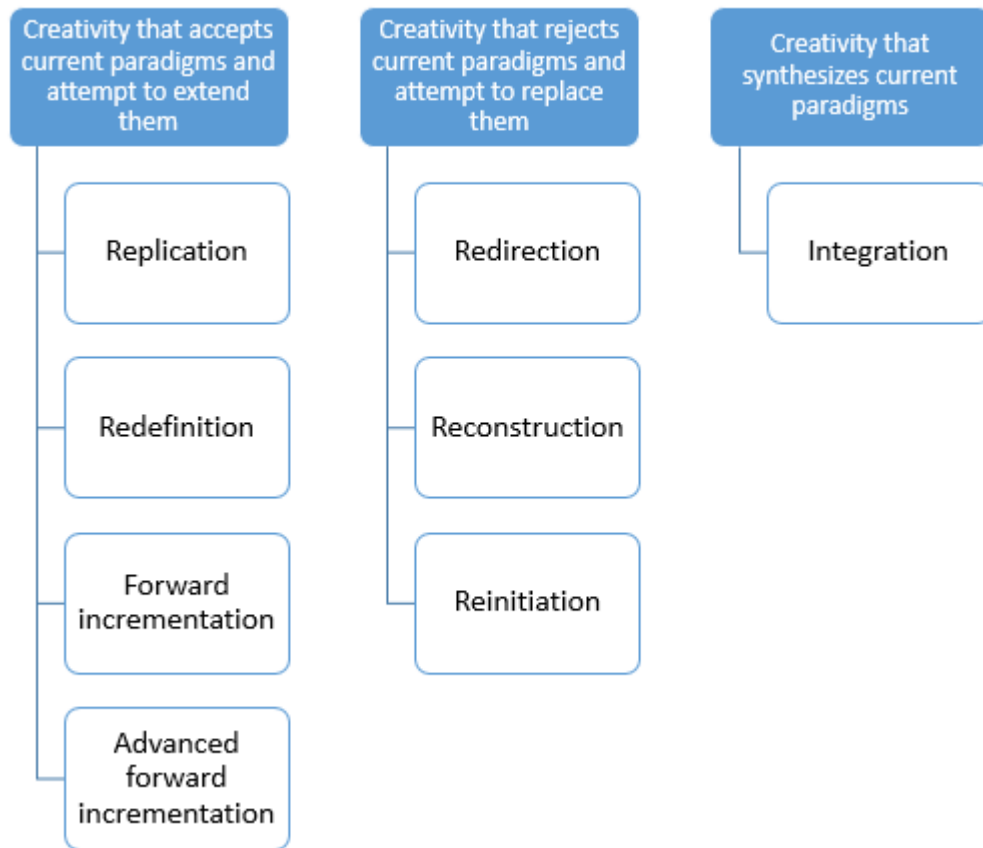 Creativity that accepts
current paradigms and
attempt to extend
them
Replication
Redefinition
Forward
incrementation
Advanced
forward
incrementation
Creativity that rejects
current paradigms and
attempt to replace
them
Redirection
Reconstruction
Reinitiation
Creativity that
synthesizes current
paradigms
Integration